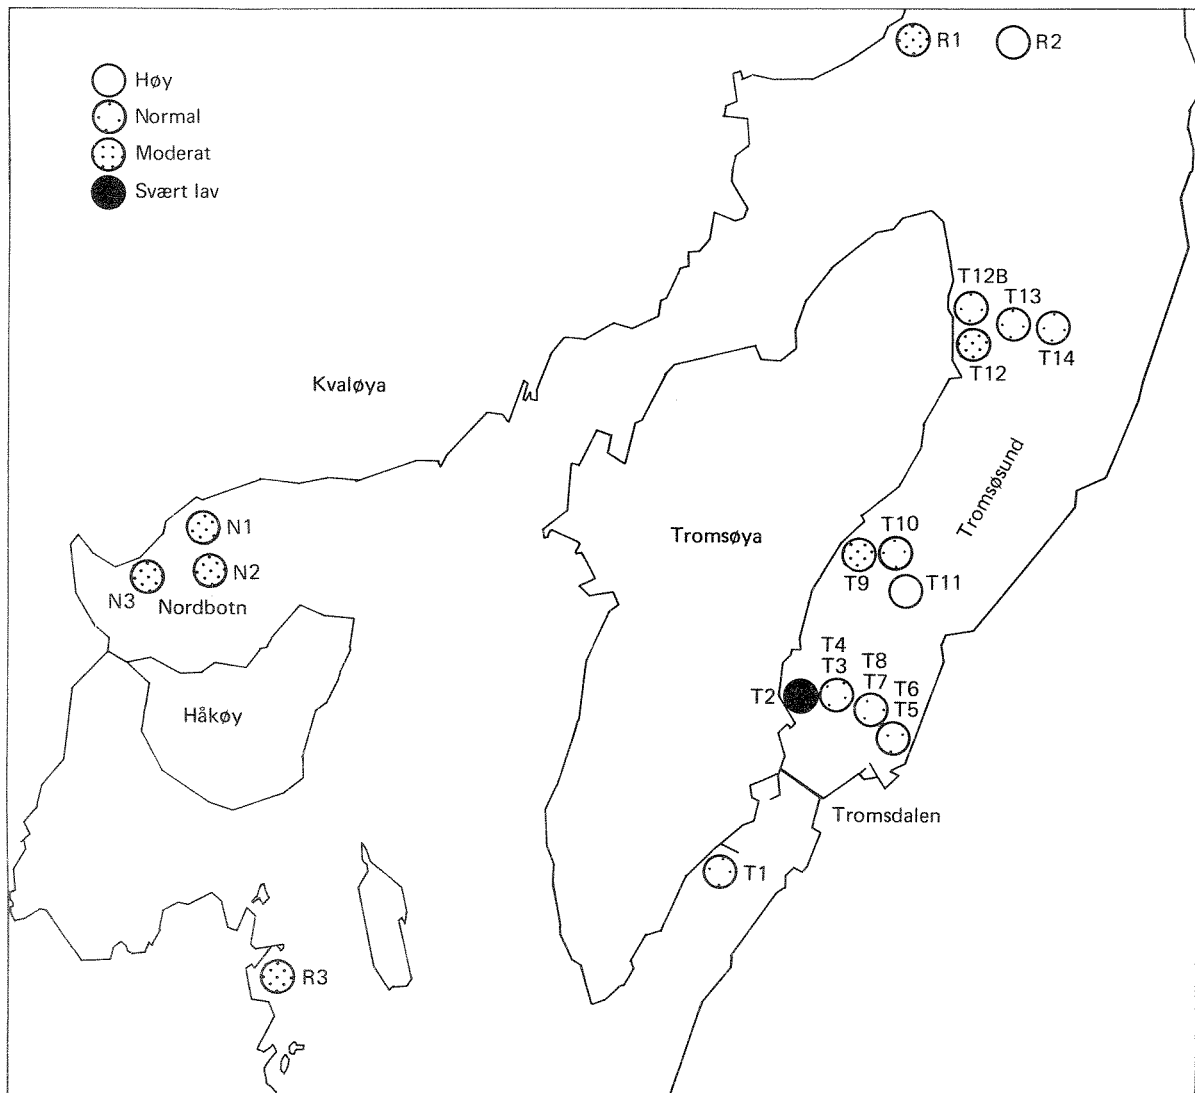 R1
R2
Høy
Normal
Moderat
Svært lav
T12B
T13
T14
T12
Kvaløya
Tromsøsund
N1
N2
N3
Nordbotn
Tromsøya
T10
T9
T11
T4
T3
T8
T7
T6
T5
T2
Håkøy
Tromsdalen
T1
R3